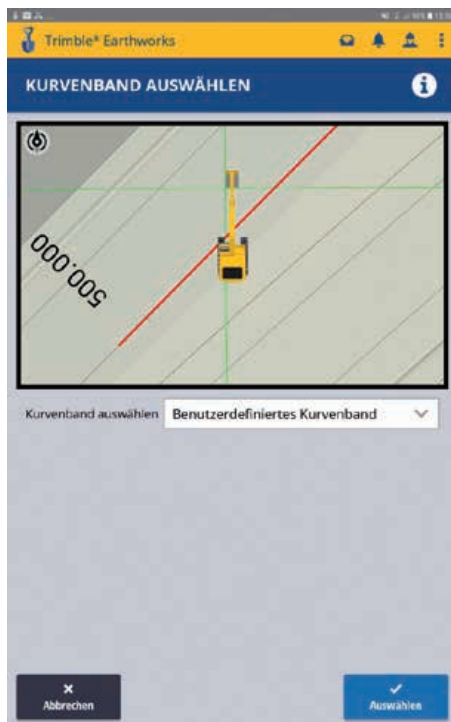 Trimble® Earthworks
KURVENBAND AUSWÄHLEN
500.000
Kurvenband auswählen Benutzerdefiniertes Kurvenband
Abbrechen
Auswählen